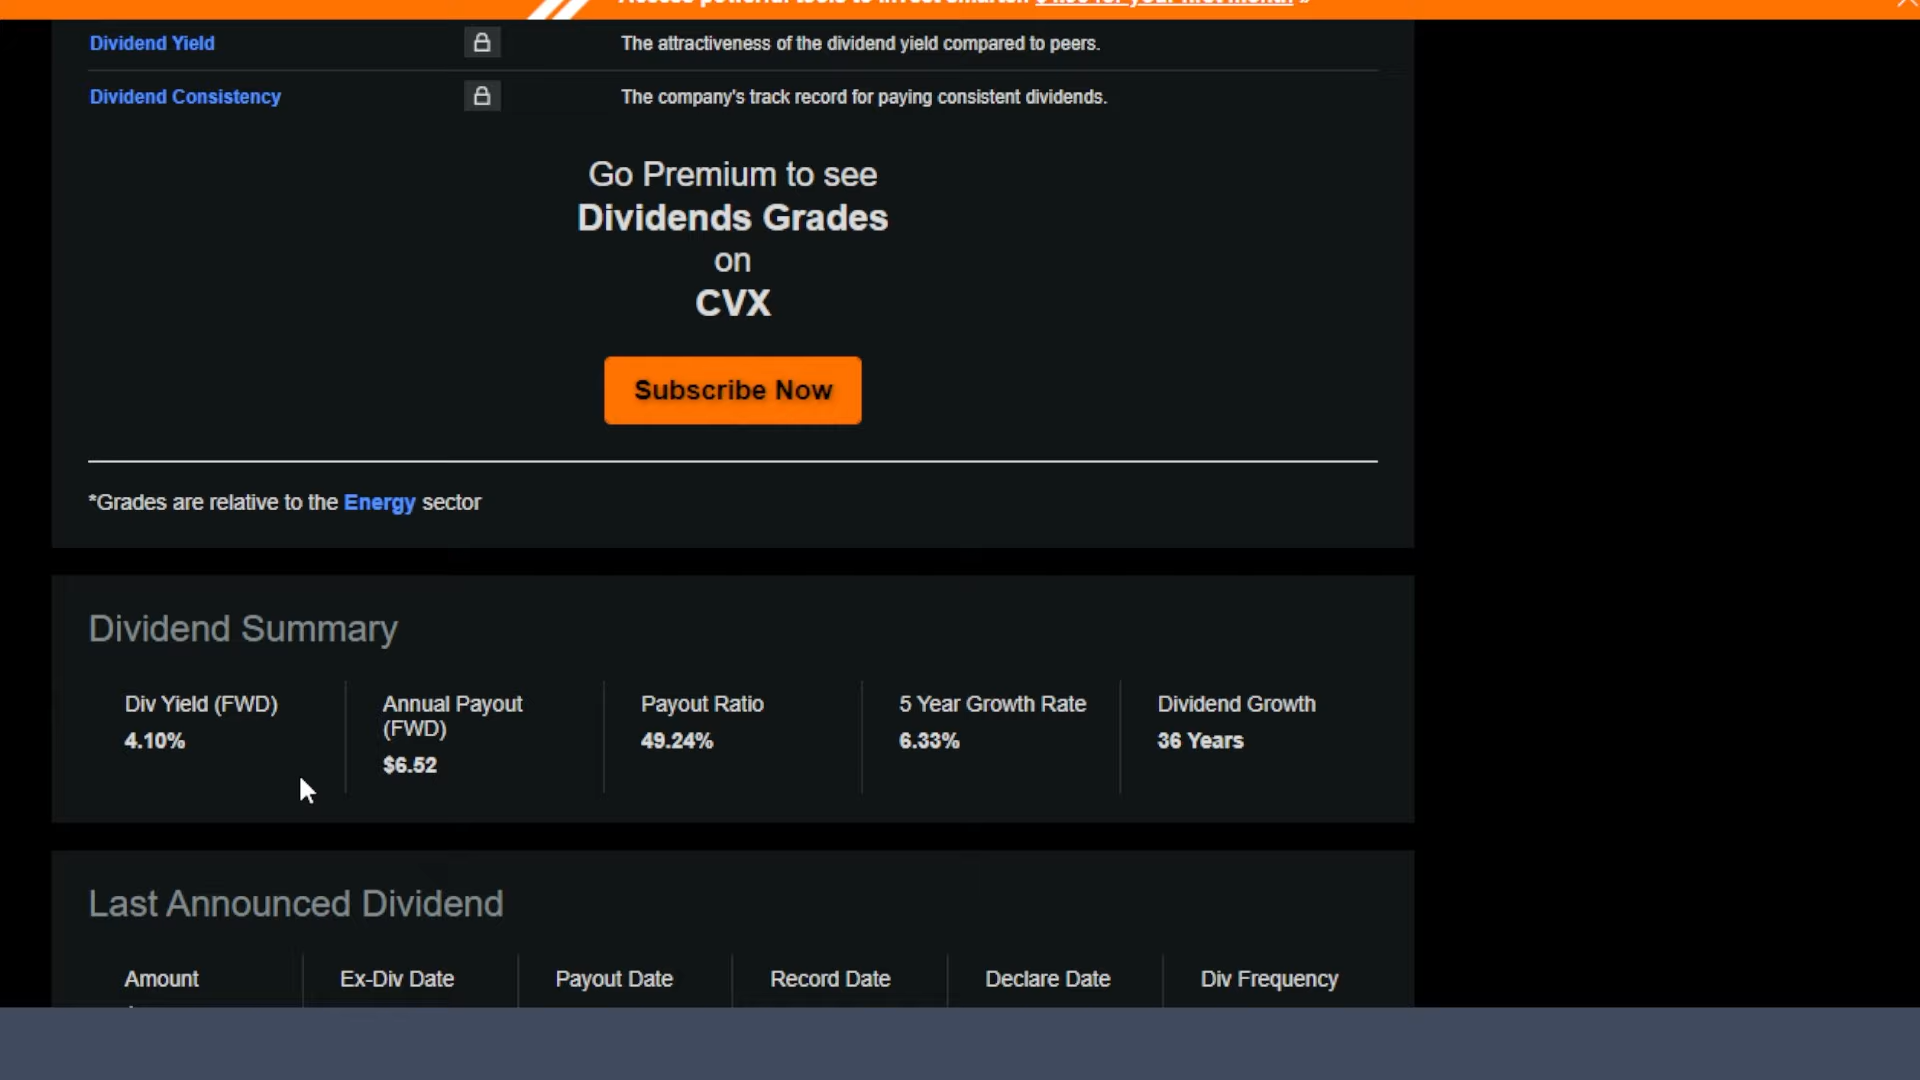 Dividend Yield The attractiveness of the dividend yield compared to peers.
Dividend Consistency The company's track record for paying consistent dividends.
Go Premium to see
Dividends Grades
on
CVX
Subscribe Now
*Grades are relative to the Energy sector
Dividend Summary
Div Yield (FWD) Annual Payout Payout Ratio 5 Year Growth Rate Dividend Growth
(FWD)
4.10% 49.24% 6.33% 36 Years
$6.52
Last Announced Dividend
Amount Ex-Div Date Payout Date Record Date Declare Date Div Frequency